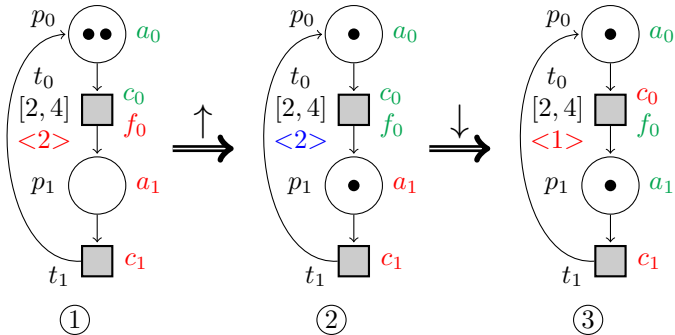 p₀ a₀ p₀ a₀ p₀ a₀
t₀ t₀ t₀
[2, 4] c₀ [2, 4] c₀ [2, 4] c₀
<2> f₀ ↑ <2> f₀ ↓ <1> f₀
⇒ ⇒
p₁ a₁ p₁ a₁ p₁ a₁
c₁ c₁ c₁
t₁ t₁ t₁
① ② ③